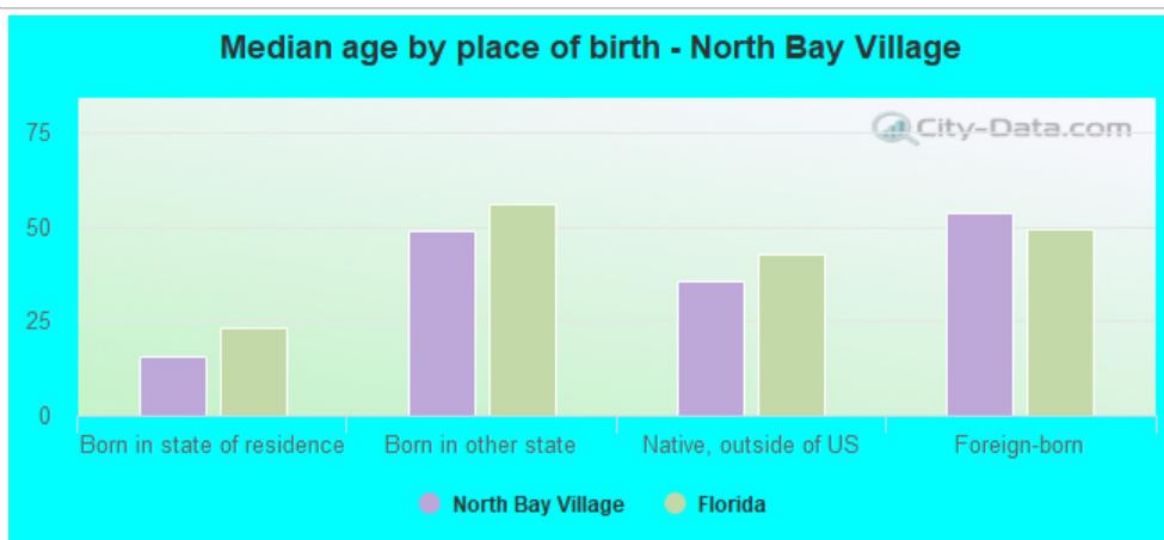 Median age by place of birth - North Bay Village
City-Data.com
75
50
25
0
Born in state of residence
Born in other state
Native, outside of US
Foreign-born
North Bay Village
Florida